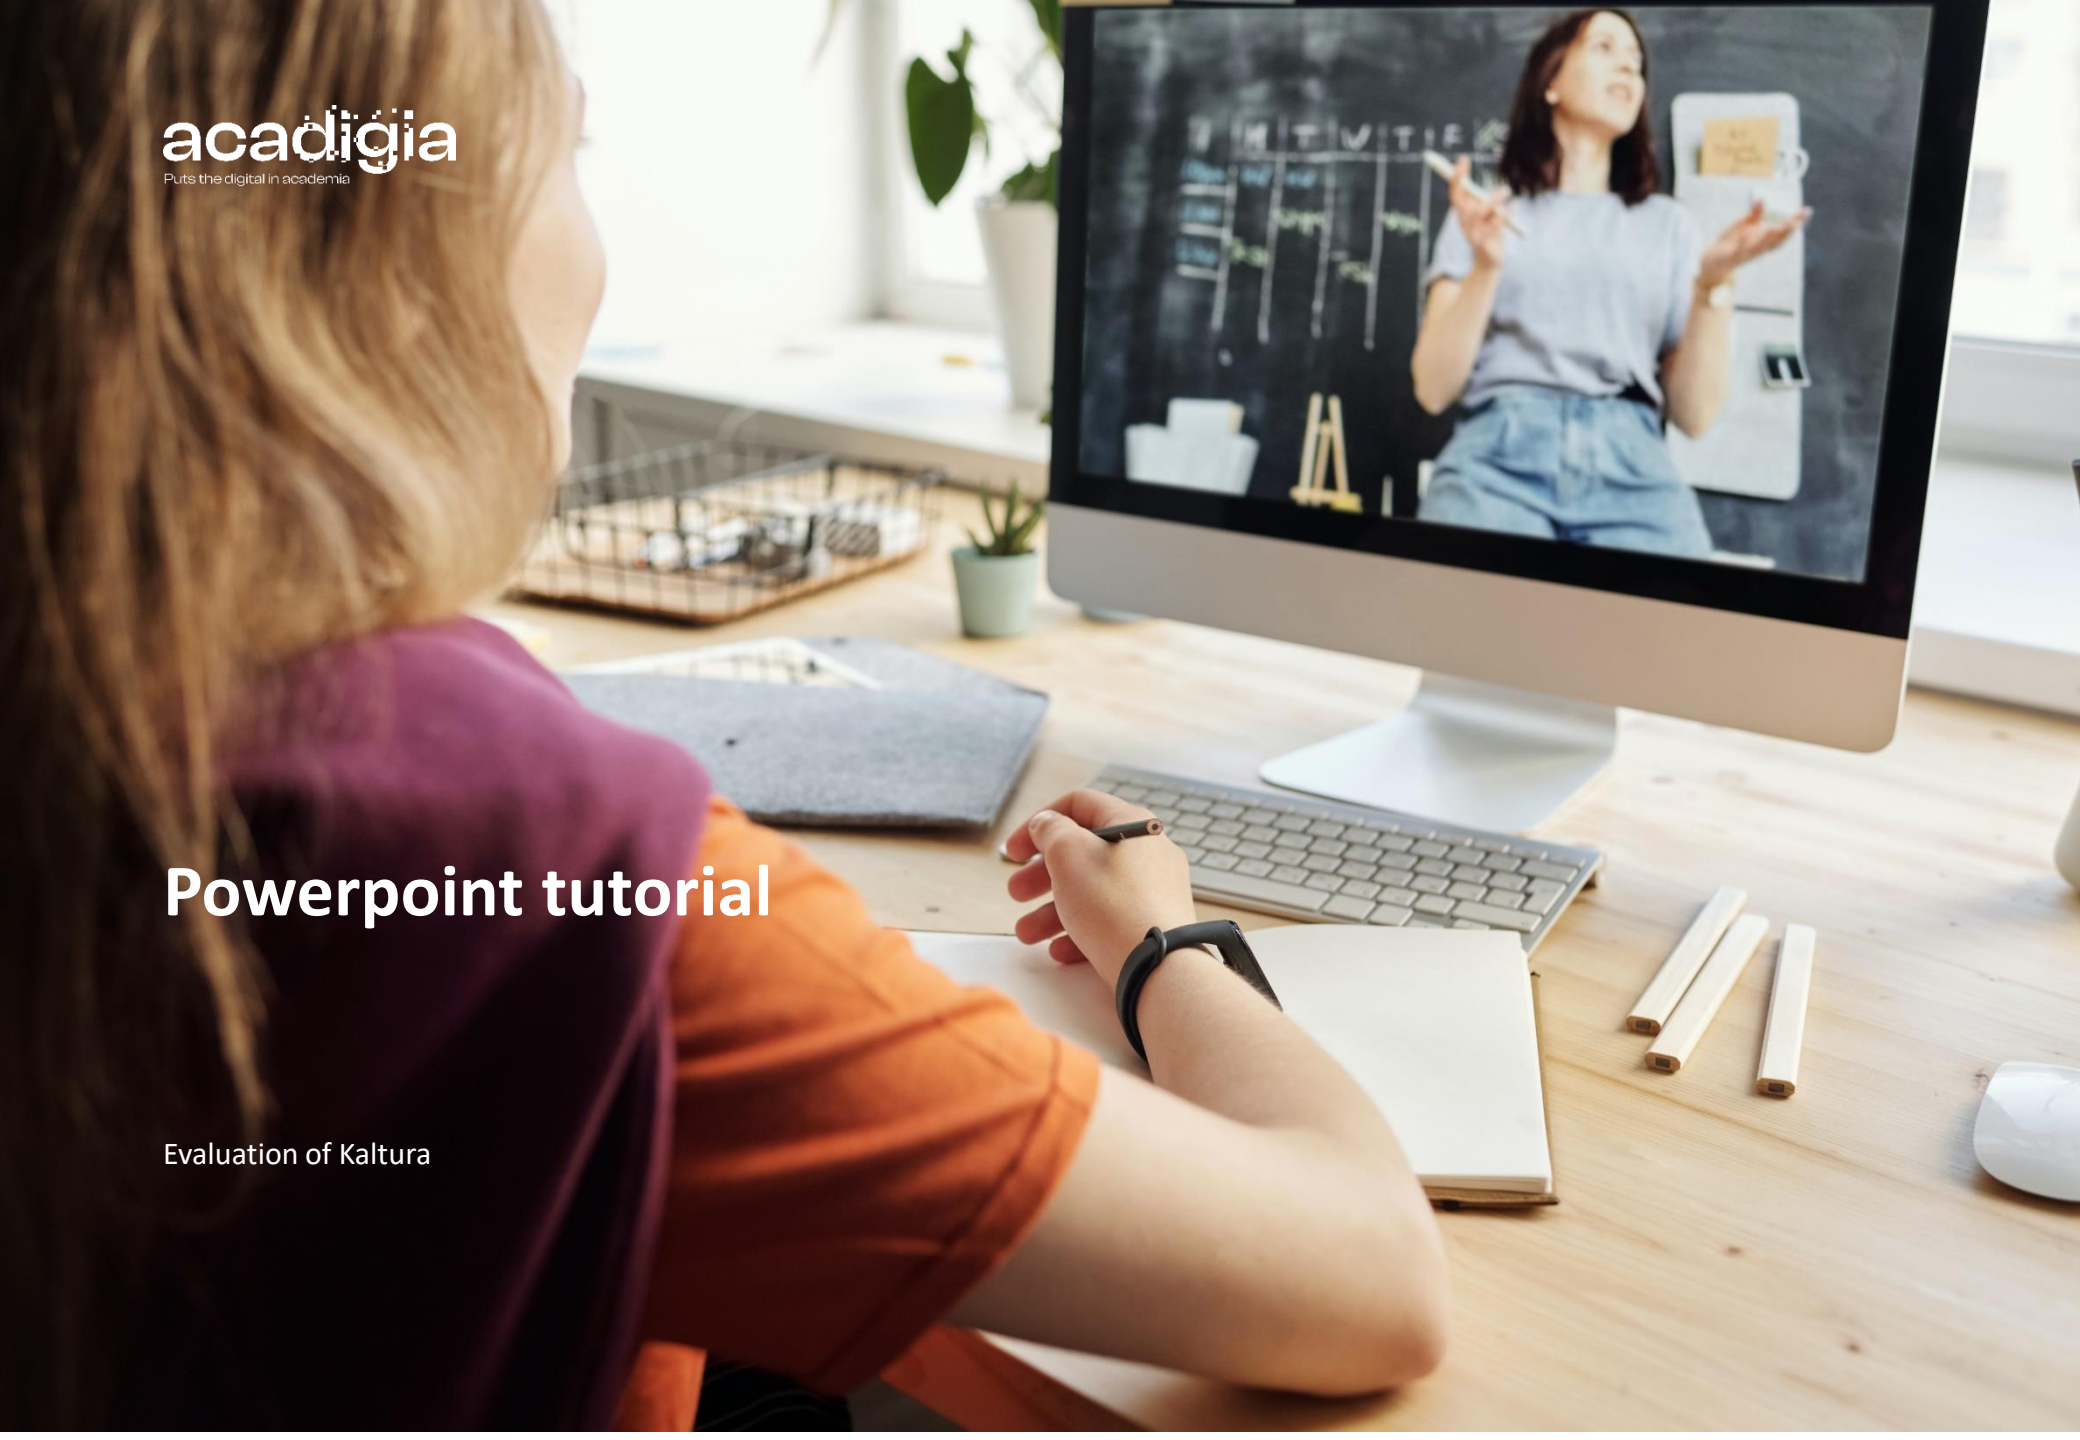 acadigia
Puts the digital in academia
M T W T F
Powerpoint tutorial
Evaluation of Kaltura